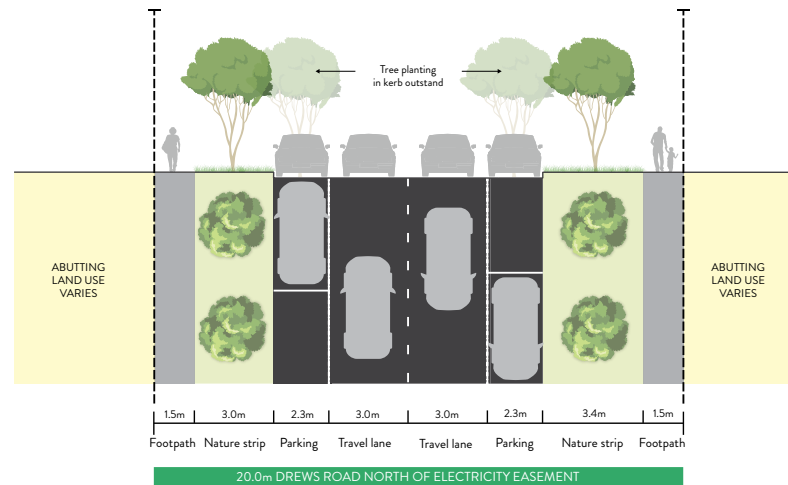 Tree planting
in kerb outstand
ABUTTING
LAND USE
VARIES
ABUTTING
LAND USE
VARIES
1.5m 3.0m 2.3m 3.0m 3.0m 2.3m 3.4m 1.5m
Footpath Nature strip Parking Travel lane Travel lane Parking Nature strip Footpath
20.0m DREWS ROAD NORTH OF ELECTRICITY EASEMENT